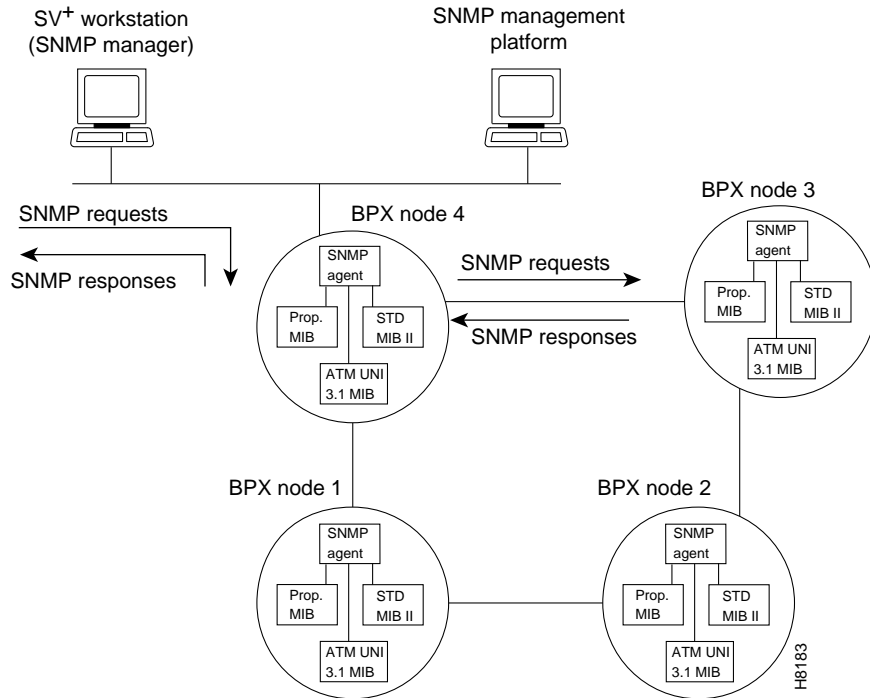 SV+ workstation
(SNMP manager)
SNMP management
platform
SNMP requests
SNMP responses
BPX node 4
SNMP
agent
Prop.
MIB
STD
MIB II
ATM UNI
3.1 MIB
SNMP requests
SNMP responses
BPX node 3
SNMP
agent
Prop.
MIB
STD
MIB II
ATM UNI
3.1 MIB
BPX node 1
SNMP
agent
Prop.
MIB
STD
MIB II
ATM UNI
3.1 MIB
BPX node 2
SNMP
agent
Prop.
MIB
STD
MIB II
ATM UNI
3.1 MIB
H8183